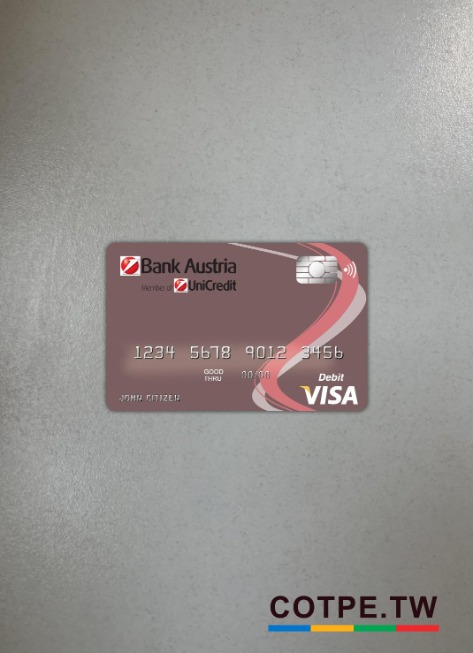 Bank Austria
Member of UniCredit
1234 5678 9012 3456
GOOD THRU 00/00
Debit
JOHN CITIZEN
VISA
COTPE.TW